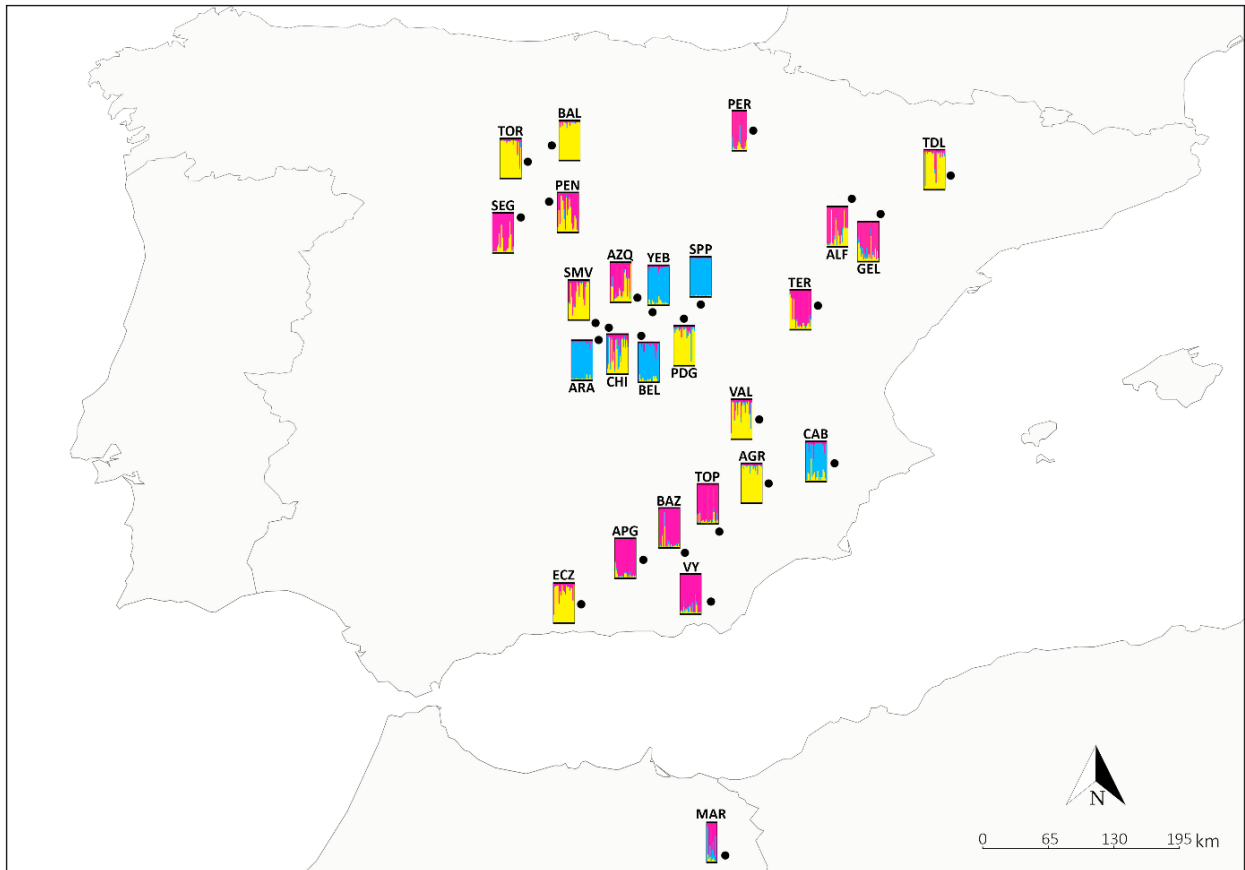 PER
BAL
TOR
TDL
PEN
SEG
ALF
GEL
AZQ
YEB
SPP
SMV
TER
ARA
CHI
BEL
PDG
VAL
CAB
AGR
TOP
BAZ
APG
VY
ECZ
MAR
N
0 65 130 195 km